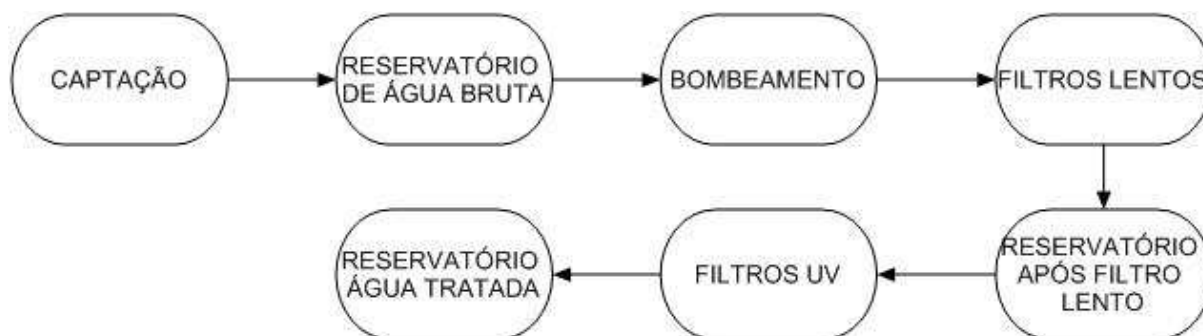 CAPTAÇÃO
RESERVATÓRIO
DE ÁGUA BRUTA
BOMBEAMENTO
FILTROS LENTOS
RESERVATÓRIO
APÓS FILTRO
LENTO
FILTROS UV
RESERVATÓRIO
ÁGUA TRATADA